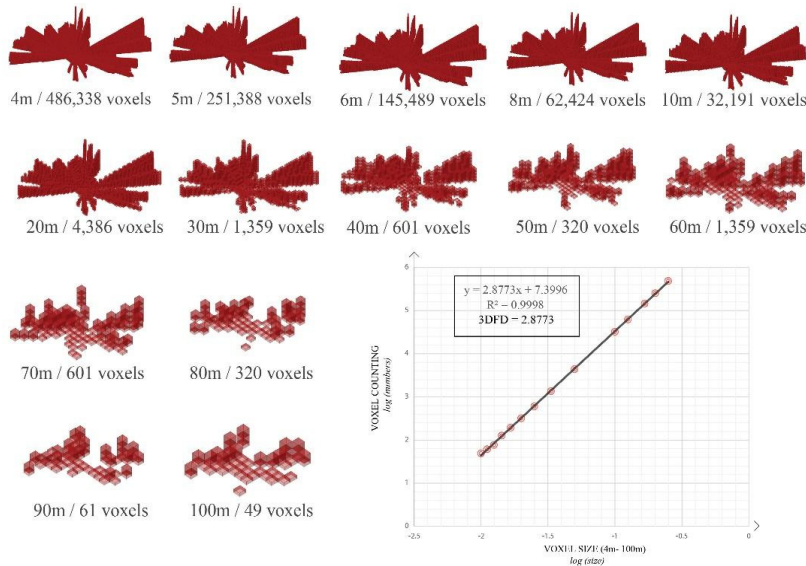 4m / 486,338 voxels
5m / 251,388 voxels
6m / 145,489 voxels
8m / 62,424 voxels
10m / 32,191 voxels
20m / 4,386 voxels
30m / 1,359 voxels
40m / 601 voxels
50m / 320 voxels
60m / 1,359 voxels
70m / 601 voxels
80m / 320 voxels
90m / 61 voxels
100m / 49 voxels
y = 2.8773x + 7.3996
R² = 0.9998
3DFD = 2.8773
VOXEL COUNTING
log (numbers)
6
5
4
3
2
1
0
-2
-1.5
-1
-0.5
0
VOXEL SIZE (4m- 100m)
log (size)